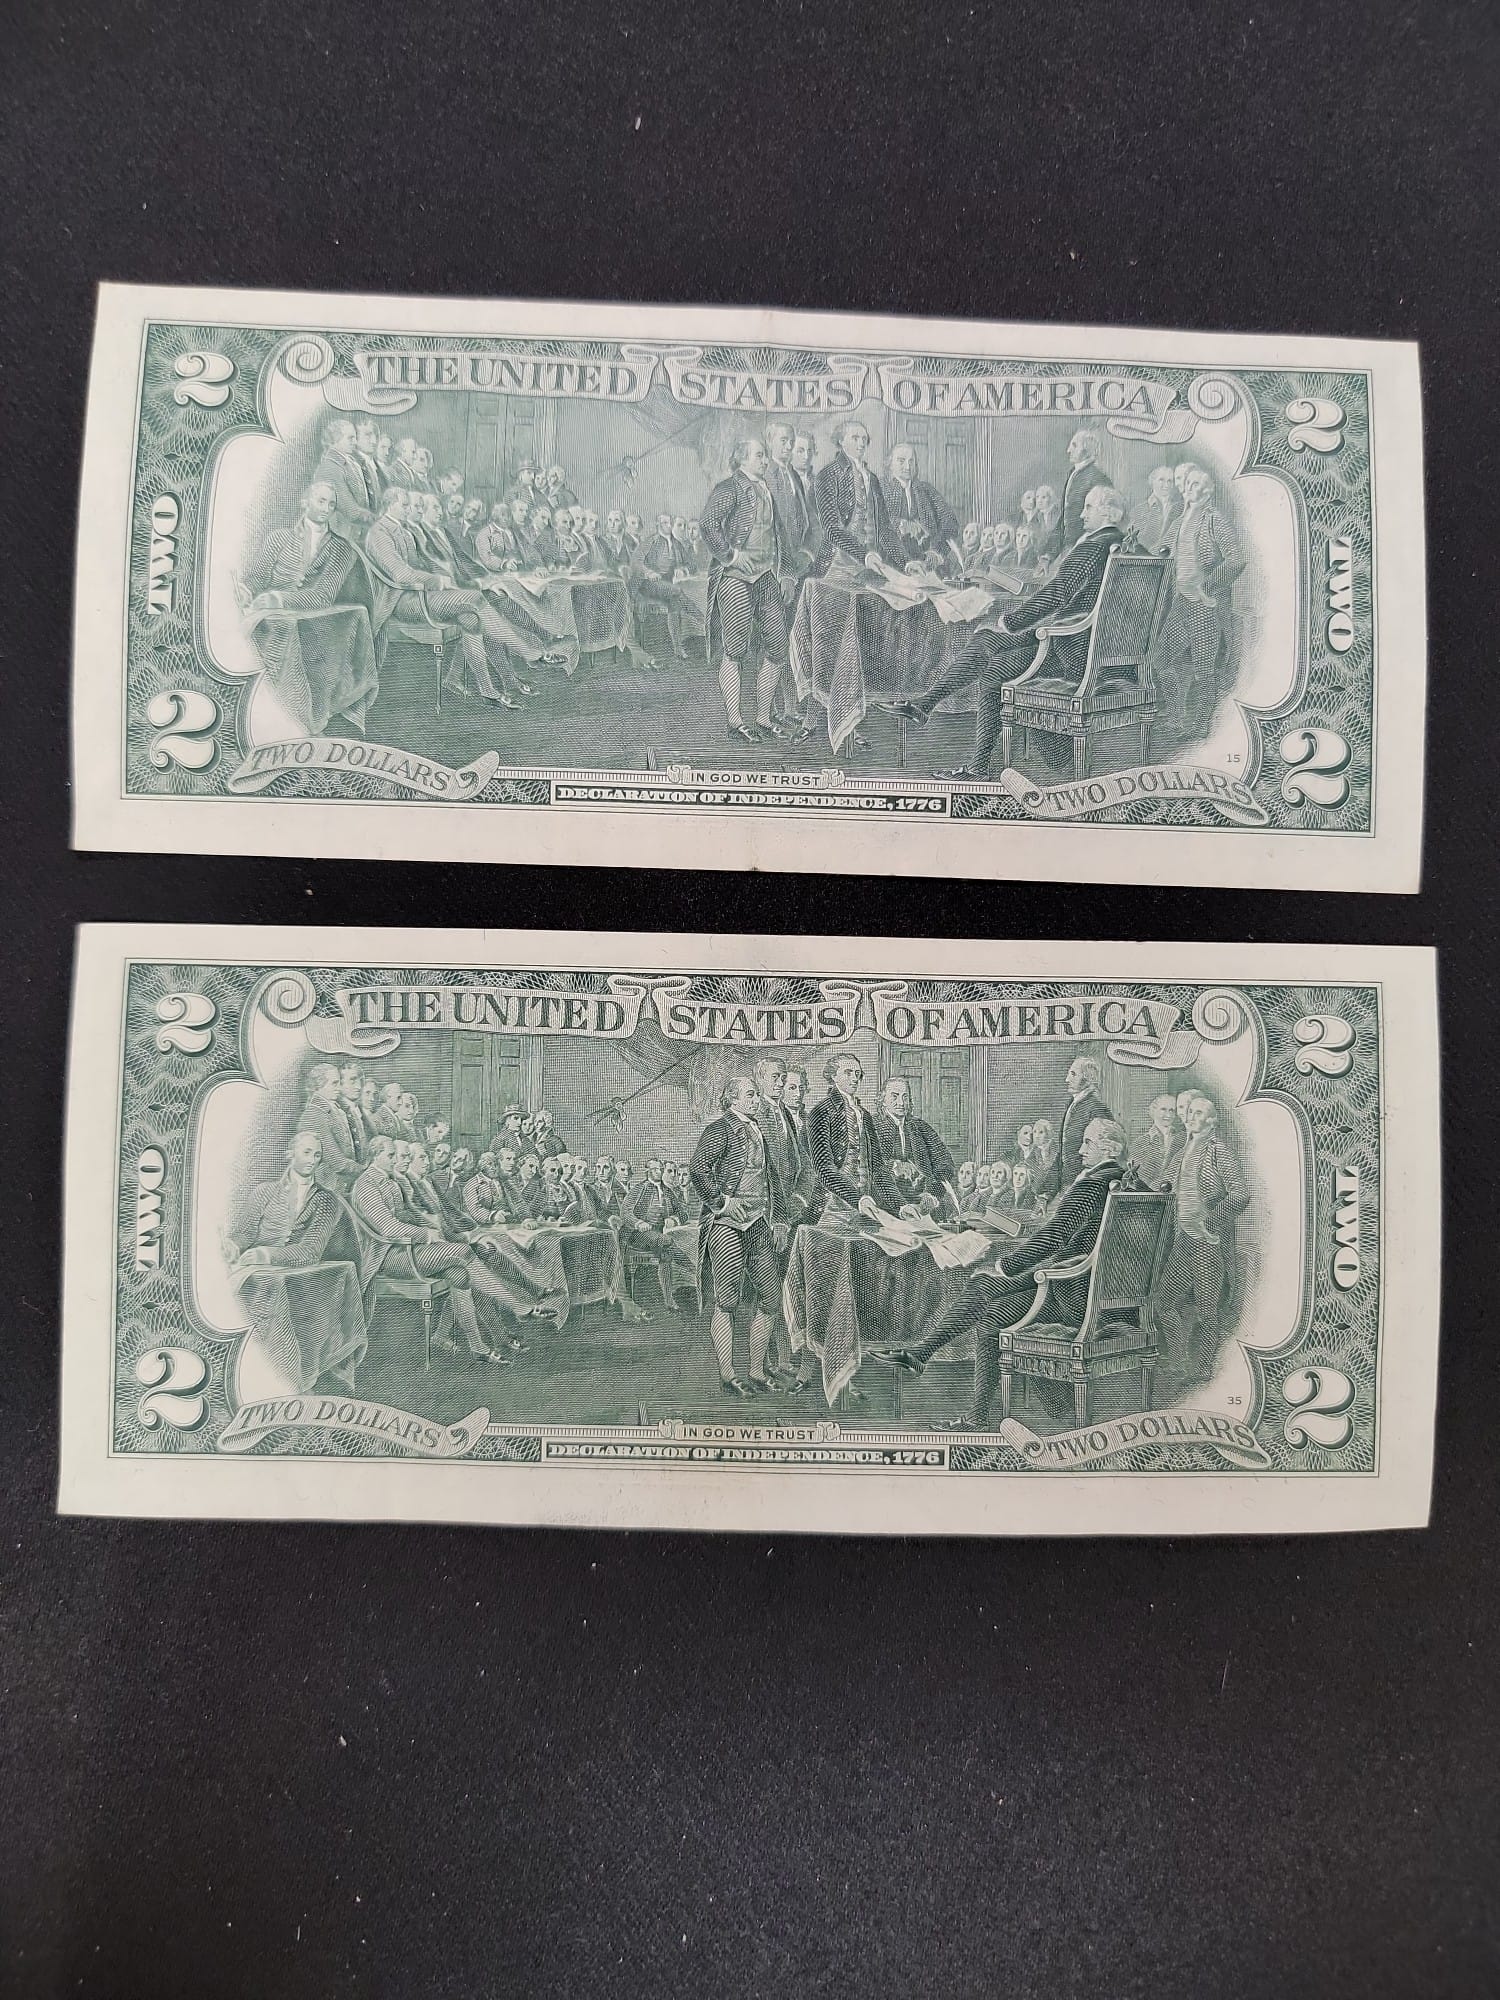 2 THE UNITED STATES OF AMERICA 2
TWO TWO
15
2 TWO DOLLARS IN GOD WE TRUST TWO DOLLARS 2
DECLARATION OF INDEPENDENCE, 1776
2 THE UNITED STATES OF AMERICA 2
TWO TWO
35
2 TWO DOLLARS IN GOD WE TRUST TWO DOLLARS 2
DECLARATION OF INDEPENDENCE, 1776